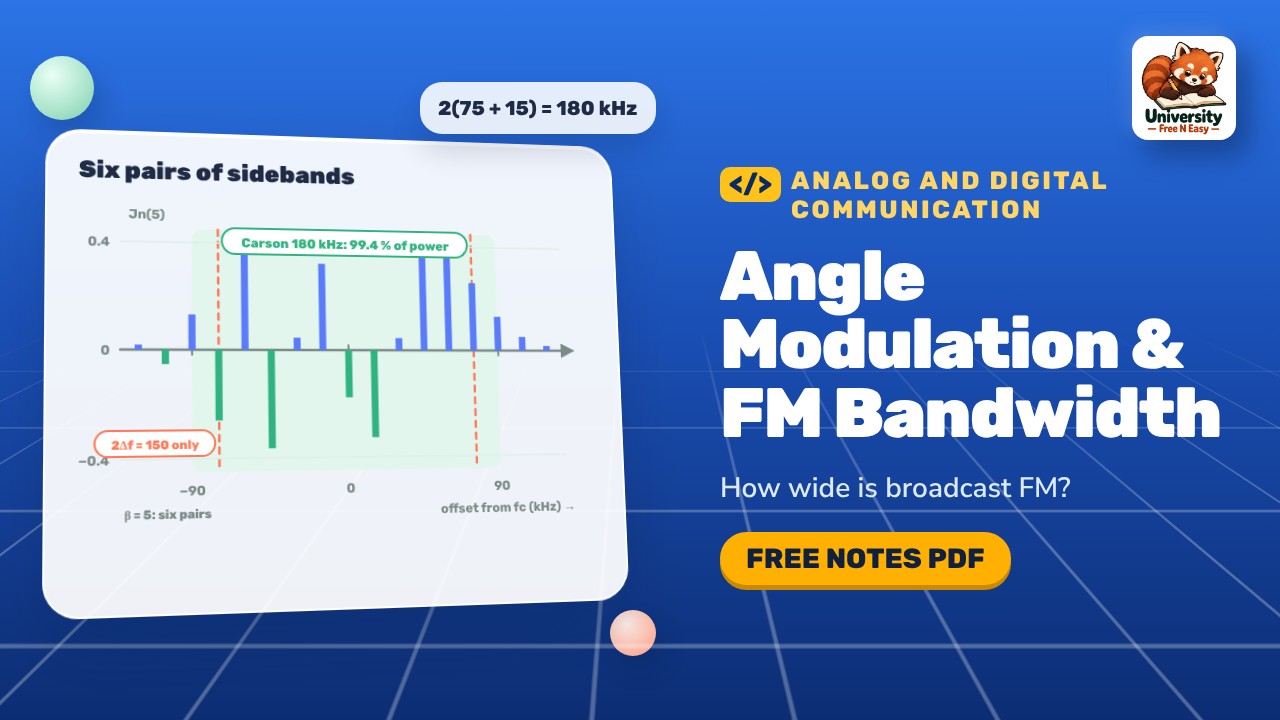 2(75 + 15) = 180 kHz
Six pairs of sidebands
Jn(5)
0.4
Carson 180 kHz: 99.4 % of power
0
2Δf = 150 only
−0.4
−90
0
90
β = 5: six pairs
offset from fc (kHz) →
University
Free N Easy
</> ANALOG AND DIGITAL
COMMUNICATION
Angle
Modulation &
FM Bandwidth
How wide is broadcast FM?
FREE NOTES PDF